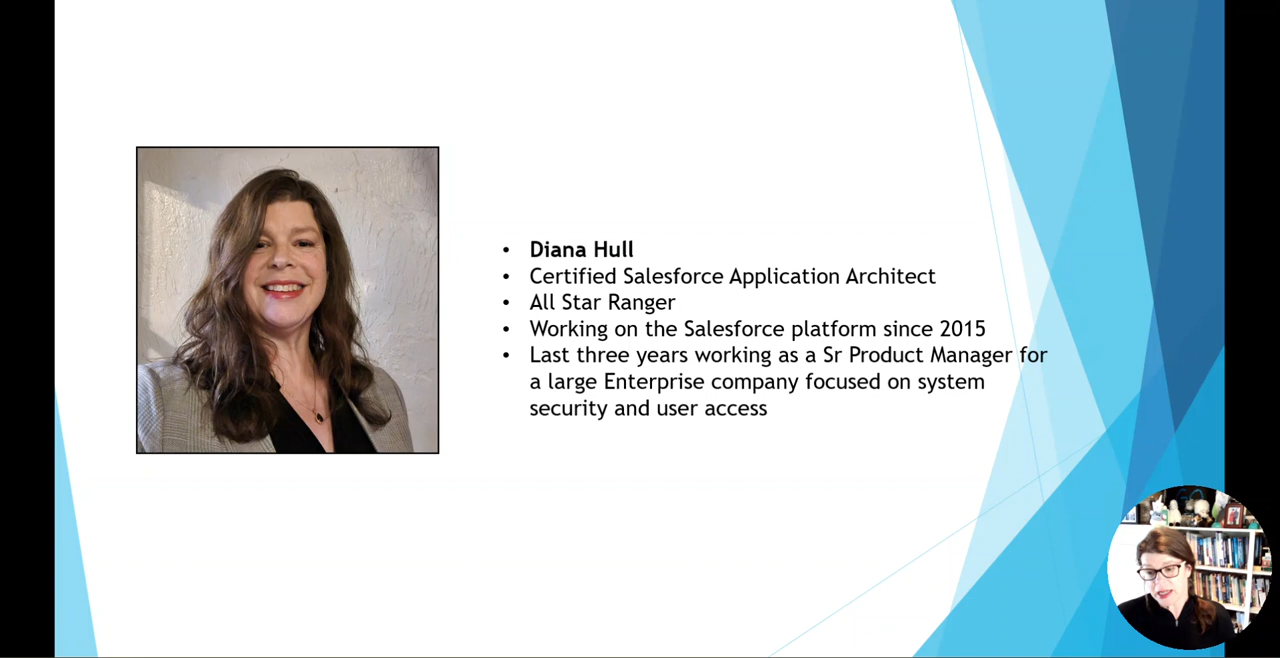 • Diana Hull
• Certified Salesforce Application Architect
• All Star Ranger
• Working on the Salesforce platform since 2015
• Last three years working as a Sr Product Manager for
a large Enterprise company focused on system
security and user access